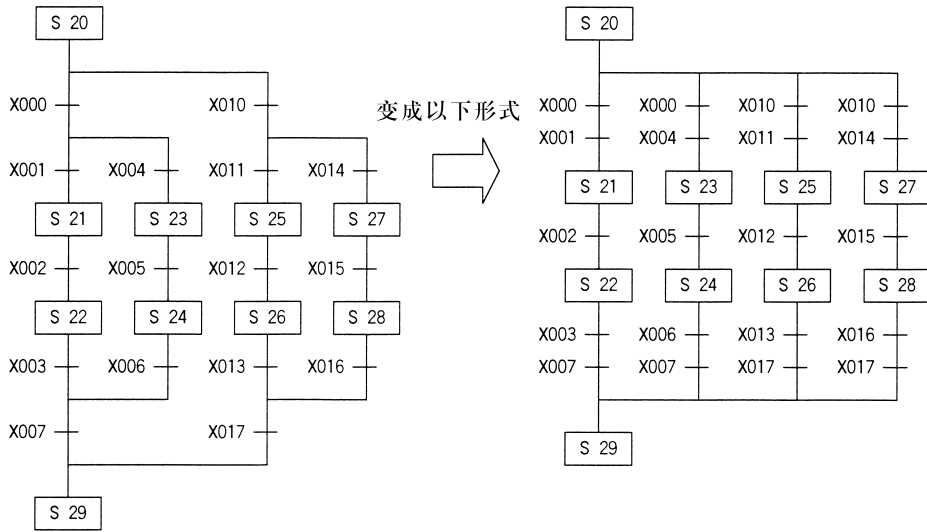 S 20
X000 X010
X001 X004 X011 X014
S 21 S 23 S 25 S 27
X002 X005 X012 X015
S 22 S 24 S 26 S 28
X003 X006 X013 X016
X007 X017
S 29
变成以下形式
S 20
X000 X000 X010 X010
X001 X004 X011 X014
S 21 S 23 S 25 S 27
X002 X005 X012 X015
S 22 S 24 S 26 S 28
X003 X006 X013 X016
X007 X007 X017 X017
S 29